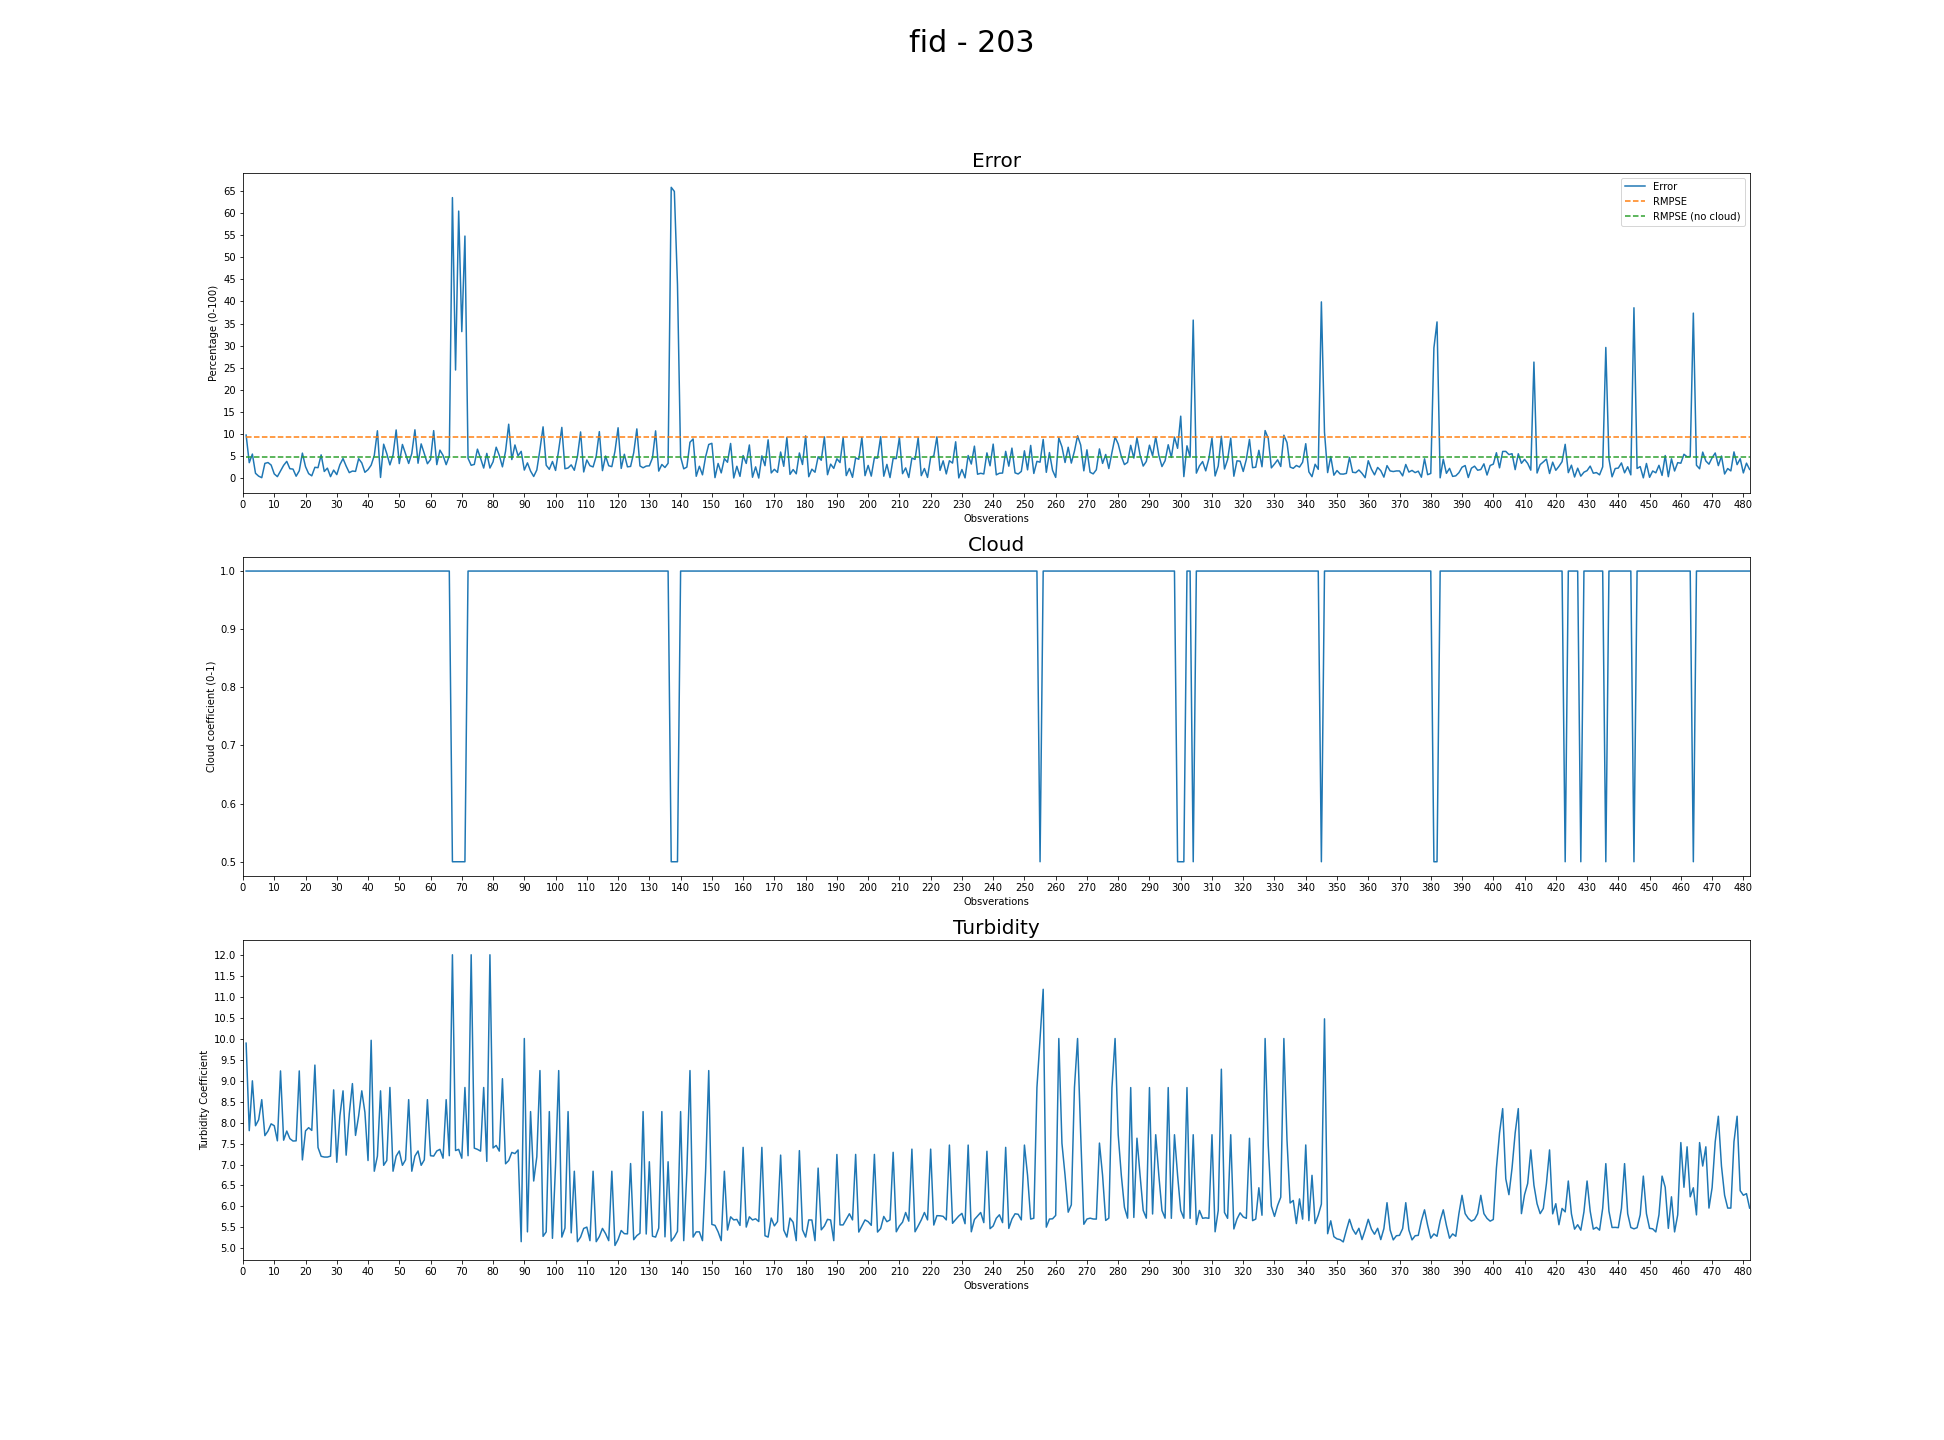 fid - 203
Error
65
60
55
50
45
40
35
30
25
20
15
10
5
0
Percentage (0-100)
Error
RMPSE
RMPSE (no cloud)
0 10 20 30 40 50 60 70 80 90 100 110 120 130 140 150 160 170 180 190 200 210 220 230 240 250 260 270 280 290 300 310 320 330 340 350 360 370 380 390 400 410 420 430 440 450 460 470 480
Obsverations
Cloud
1.0
0.9
0.8
0.7
0.6
0.5
Cloud coefficient (0-1)
0 10 20 30 40 50 60 70 80 90 100 110 120 130 140 150 160 170 180 190 200 210 220 230 240 250 260 270 280 290 300 310 320 330 340 350 360 370 380 390 400 410 420 430 440 450 460 470 480
Obsverations
Turbidity
12.0
11.5
11.0
10.5
10.0
9.5
9.0
8.5
8.0
7.5
7.0
6.5
6.0
5.5
5.0
Turbidity Coefficient
0 10 20 30 40 50 60 70 80 90 100 110 120 130 140 150 160 170 180 190 200 210 220 230 240 250 260 270 280 290 300 310 320 330 340 350 360 370 380 390 400 410 420 430 440 450 460 470 480
Obsverations